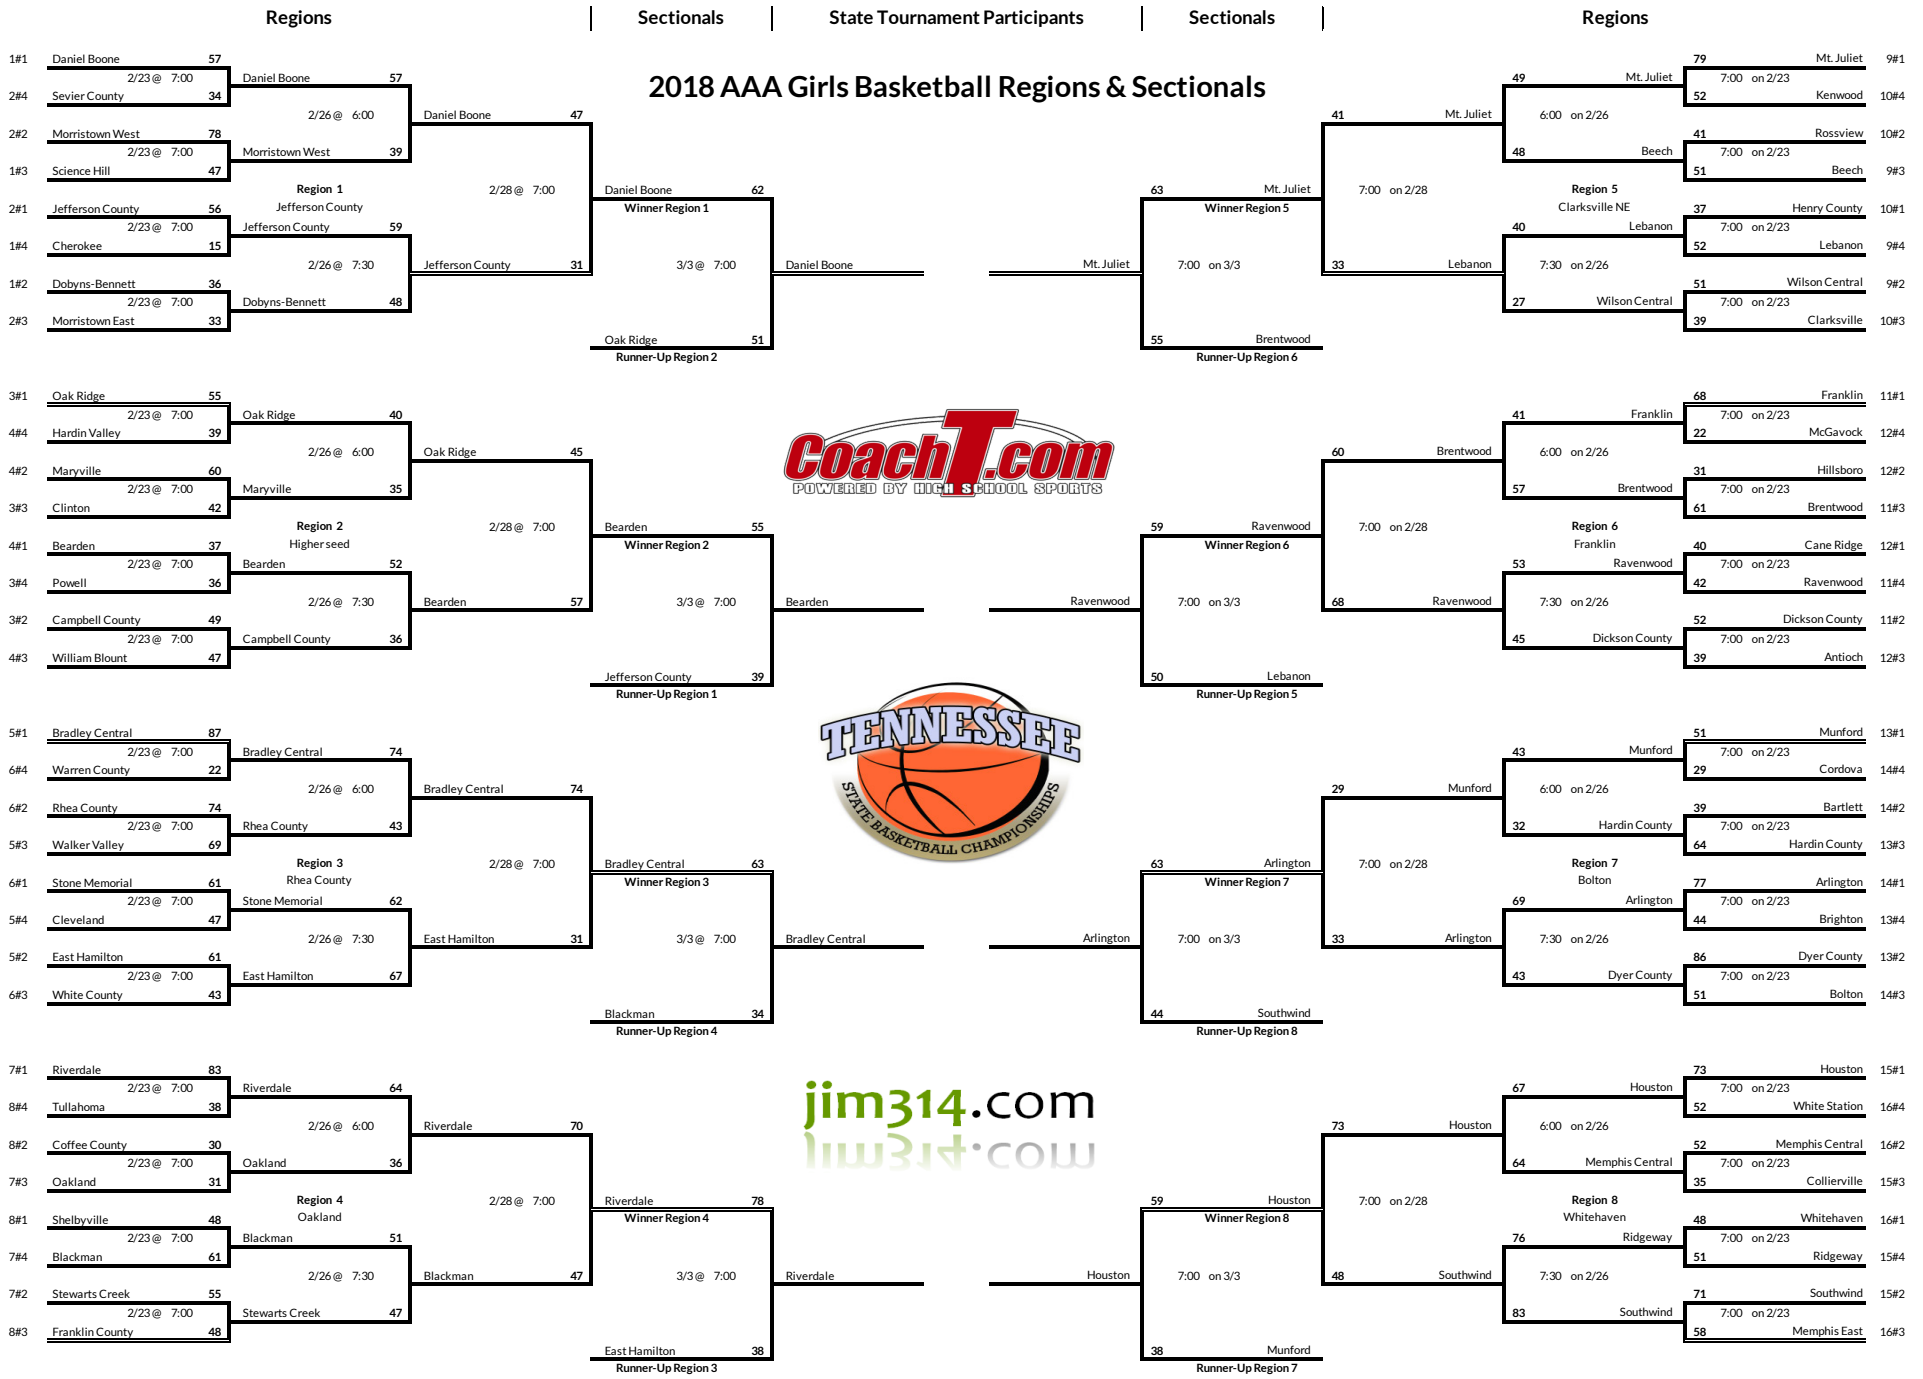 Regions Sectionals State Tournament Participants Sectionals Regions
2018 AAA Girls Basketball Regions & Sectionals
1#1 Daniel Boone 57
2/23 @ 7:00
2#4 Sevier County 34
2#2 Morristown West 78
2/23 @ 7:00
1#3 Science Hill 47
2#1 Jefferson County 56
2/23 @ 7:00
1#4 Cherokee 15
1#2 Dobyns-Bennett 36
2/23 @ 7:00
2#3 Morristown East 33
Daniel Boone 57
2/26 @ 6:00
Morristown West 39
Region 1
Jefferson County
Jefferson County 59
2/26 @ 7:30
Dobyns-Bennett 48
Daniel Boone 47
2/28 @ 7:00
Jefferson County 31
Daniel Boone 62
Winner Region 1
3/3 @ 7:00
Oak Ridge 51
Runner-Up Region 2
Daniel Boone
3#1 Oak Ridge 55
2/23 @ 7:00
4#4 Hardin Valley 39
4#2 Maryville 60
2/23 @ 7:00
3#3 Clinton 42
4#1 Bearden 37
2/23 @ 7:00
3#4 Powell 36
3#2 Campbell County 49
2/23 @ 7:00
4#3 William Blount 47
Oak Ridge 40
2/26 @ 6:00
Maryville 35
Region 2
Higher seed
Bearden 52
2/26 @ 7:30
Campbell County 36
Oak Ridge 45
2/28 @ 7:00
Bearden 57
Bearden 55
Winner Region 2
3/3 @ 7:00
Jefferson County 39
Runner-Up Region 1
Bearden
5#1 Bradley Central 87
2/23 @ 7:00
6#4 Warren County 22
6#2 Rhea County 74
2/23 @ 7:00
5#3 Walker Valley 69
6#1 Stone Memorial 61
2/23 @ 7:00
5#4 Cleveland 47
5#2 East Hamilton 61
2/23 @ 7:00
6#3 White County 43
Bradley Central 74
2/26 @ 6:00
Rhea County 43
Region 3
Rhea County
Stone Memorial 62
2/26 @ 7:30
East Hamilton 67
Bradley Central 74
2/28 @ 7:00
East Hamilton 31
Bradley Central 63
Winner Region 3
3/3 @ 7:00
Blackman 34
Runner-Up Region 4
Bradley Central
7#1 Riverdale 83
2/23 @ 7:00
8#4 Tullahoma 38
8#2 Coffee County 30
2/23 @ 7:00
7#3 Oakland 31
8#1 Shelbyville 48
2/23 @ 7:00
7#4 Blackman 61
7#2 Stewarts Creek 55
2/23 @ 7:00
8#3 Franklin County 48
Riverdale 64
2/26 @ 6:00
Oakland 36
Region 4
Oakland
Blackman 51
2/26 @ 7:30
Stewarts Creek 47
Riverdale 70
2/28 @ 7:00
Blackman 47
Riverdale 78
Winner Region 4
3/3 @ 7:00
East Hamilton 38
Runner-Up Region 3
Riverdale
CoachT.com
POWERED BY HIGH SCHOOL SPORTS
TENNESSEE
STATE BASKETBALL CHAMPIONSHIPS
jim314.com
Mt. Juliet
63 Mt. Juliet
Winner Region 5
7:00 on 3/3
55 Brentwood
Runner-Up Region 6
41 Mt. Juliet
7:00 on 2/28
33 Lebanon
49 Mt. Juliet
6:00 on 2/26
48 Beech
Region 5
Clarksville NE
40 Lebanon
7:30 on 2/26
27 Wilson Central
79 Mt. Juliet 9#1
7:00 on 2/23
52 Kenwood 10#4
41 Rossview 10#2
7:00 on 2/23
51 Beech 9#3
37 Henry County 10#1
7:00 on 2/23
52 Lebanon 9#4
51 Wilson Central 9#2
7:00 on 2/23
39 Clarksville 10#3
Ravenwood
59 Ravenwood
Winner Region 6
7:00 on 3/3
50 Lebanon
Runner-Up Region 5
60 Brentwood
7:00 on 2/28
68 Ravenwood
41 Franklin
6:00 on 2/26
57 Brentwood
Region 6
Franklin
53 Ravenwood
7:30 on 2/26
45 Dickson County
68 Franklin 11#1
7:00 on 2/23
22 McGavock 12#4
31 Hillsboro 12#2
7:00 on 2/23
61 Brentwood 11#3
40 Cane Ridge 12#1
7:00 on 2/23
42 Ravenwood 11#4
52 Dickson County 11#2
7:00 on 2/23
39 Antioch 12#3
Arlington
63 Arlington
Winner Region 7
7:00 on 3/3
44 Southwind
Runner-Up Region 8
29 Munford
7:00 on 2/28
33 Arlington
43 Munford
6:00 on 2/26
32 Hardin County
Region 7
Bolton
69 Arlington
7:30 on 2/26
43 Dyer County
51 Munford 13#1
7:00 on 2/23
29 Cordova 14#4
39 Bartlett 14#2
7:00 on 2/23
64 Hardin County 13#3
77 Arlington 14#1
7:00 on 2/23
44 Brighton 13#4
86 Dyer County 13#2
7:00 on 2/23
51 Bolton 14#3
Houston
59 Houston
Winner Region 8
7:00 on 3/3
38 Munford
Runner-Up Region 7
73 Houston
7:00 on 2/28
48 Southwind
67 Houston
6:00 on 2/26
64 Memphis Central
Region 8
Whitehaven
76 Ridgeway
7:30 on 2/26
83 Southwind
73 Houston 15#1
7:00 on 2/23
52 White Station 16#4
52 Memphis Central 16#2
7:00 on 2/23
35 Collierville 15#3
48 Whitehaven 16#1
7:00 on 2/23
51 Ridgeway 15#4
71 Southwind 15#2
7:00 on 2/23
58 Memphis East 16#3